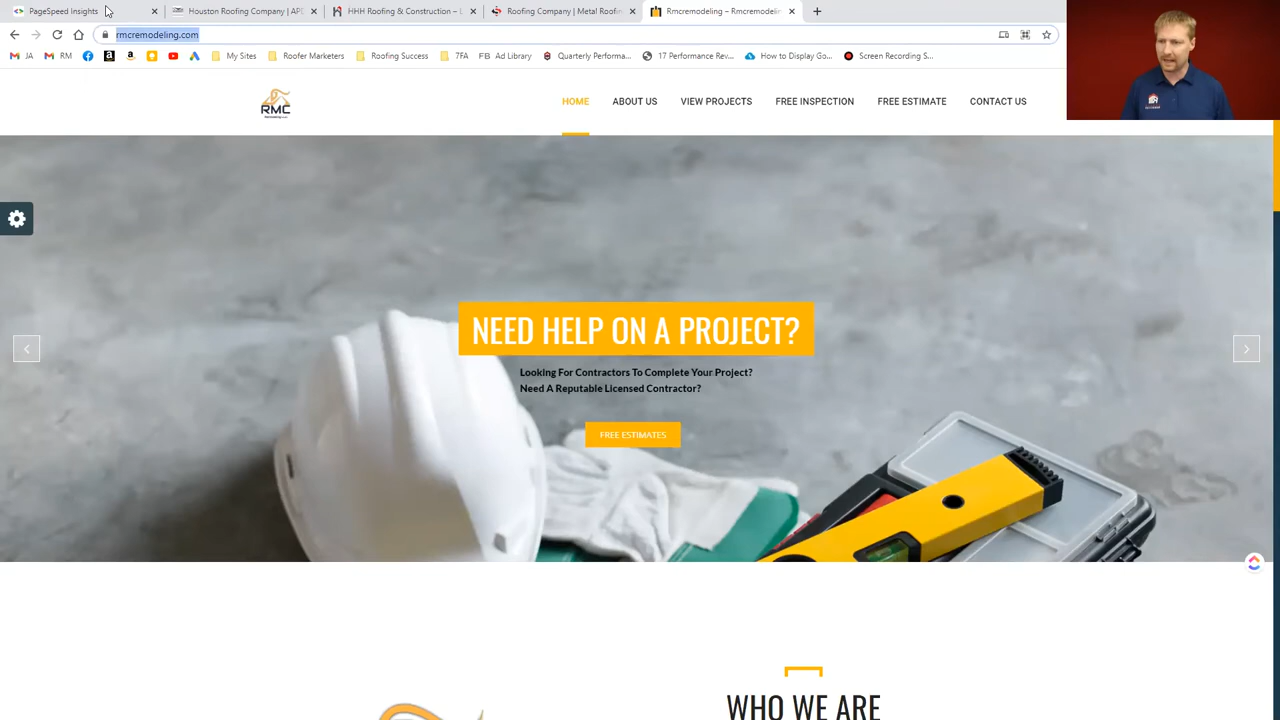 PageSpeed Insights
Houston Roofing Company | APD
HHH Roofing & Construction – L
Roofing Company | Metal Roofin
Rmcremodeling – Rmcremodelin
rmcremodeling.com
JA
RM
My Sites
Roofer Marketers
Roofing Success
7FA
FB Ad Library
Quarterly Performa...
17 Performance Rev...
How to Display Go...
Screen Recording S...
RMC
HOME
ABOUT US
VIEW PROJECTS
FREE INSPECTION
FREE ESTIMATE
CONTACT US
NEED HELP ON A PROJECT?
Looking For Contractors To Complete Your Project?
Need A Reputable Licensed Contractor?
FREE ESTIMATES
WHO WE ARE